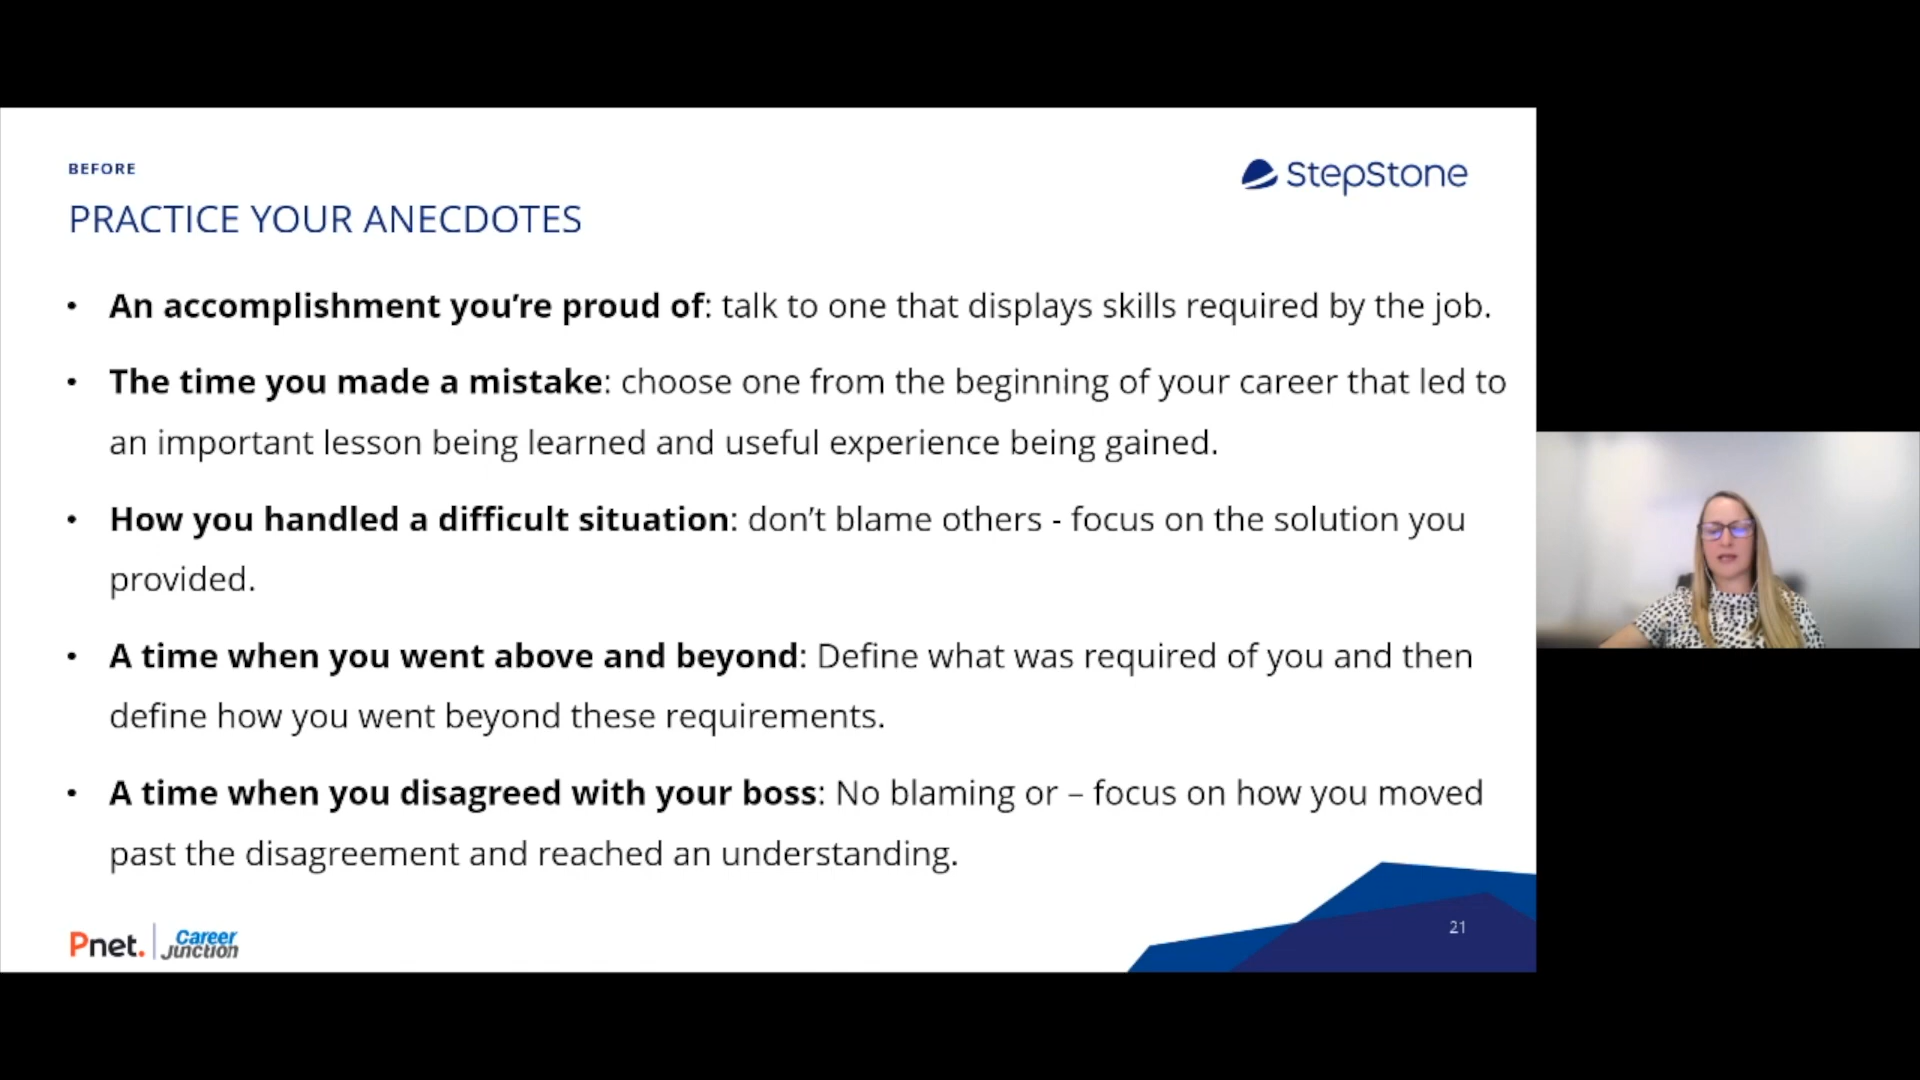 BEFORE
StepStone
PRACTICE YOUR ANECDOTES
• An accomplishment you’re proud of: talk to one that displays skills required by the job.
• The time you made a mistake: choose one from the beginning of your career that led to
an important lesson being learned and useful experience being gained.
• How you handled a difficult situation: don’t blame others - focus on the solution you
provided.
• A time when you went above and beyond: Define what was required of you and then
define how you went beyond these requirements.
• A time when you disagreed with your boss: No blaming or – focus on how you moved
past the disagreement and reached an understanding.
Pnet.
Career
Junction
21